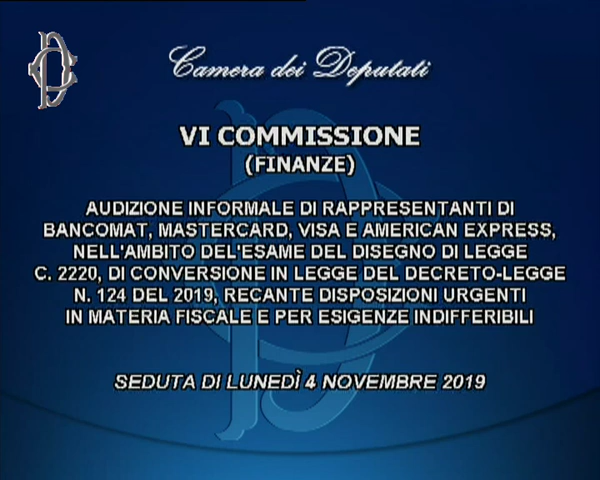 Camera dei Deputati
VI COMMISSIONE
(FINANZE)
AUDIZIONE INFORMALE DI RAPPRESENTANTI DI
BANCOMAT, MASTERCARD, VISA E AMERICAN EXPRESS,
NELL'AMBITO DEL'ESAME DEL DISEGNO DI LEGGE
C. 2220, DI CONVERSIONE IN LEGGE DEL DECRETO-LEGGE
N. 124 DEL 2019, RECANTE DISPOSIZIONI URGENTI
IN MATERIA FISCALE E PER ESIGENZE INDIFFERIBILI
SEDUTA DI LUNEDÌ 4 NOVEMBRE 2019